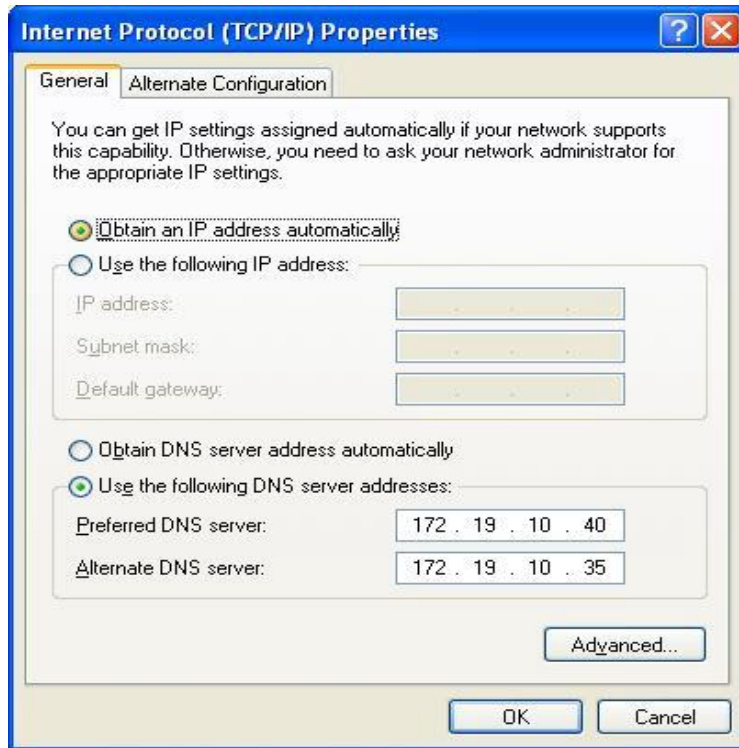 Internet Protocol (TCP/IP) Properties
?
General
Alternate Configuration
You can get IP settings assigned automatically if your network supports
this capability. Otherwise, you need to ask your network administrator for
the appropriate IP settings.
Obtain an IP address automatically
Use the following IP address:
IP address:
Subnet mask:
Default gateway:
Obtain DNS server address automatically
Use the following DNS server addresses:
Preferred DNS server: 172 . 19 . 10 . 40
Alternate DNS server: 172 . 19 . 10 . 35
Advanced...
OK
Cancel